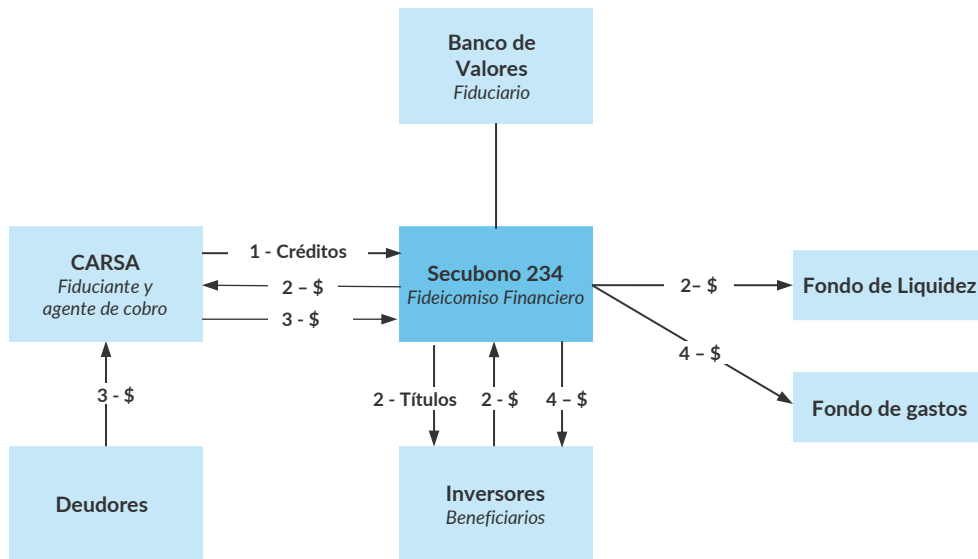 Banco de
Valores
Fiduciario
CARSA
Fiduciante y
agente de cobro
1 - Créditos
2 – $
3 - $
Secubono 234
Fideicomiso Financiero
2– $
Fondo de Liquidez
4 – $
Fondo de gastos
3 - $
2 - Títulos
2 - $
4 – $
Deudores
Inversores
Beneficiarios